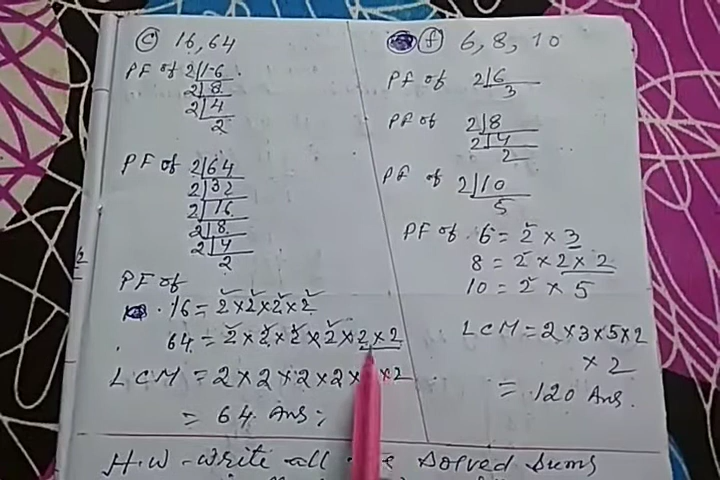 (c) 16, 64
PF of 2|16
2|8
2|4
2
PF of 2|64
2|32
2|16
2|8
2|4
2
PF of
16 = 2 × 2 × 2 × 2
64 = 2 × 2 × 2 × 2 × 2 × 2
LCM = 2 × 2 × 2 × 2 × × 2
= 64 Ans;
(f) 6, 8, 10
PF of 2|6
3
PF of 2|8
2|4
2
PF of 2|10
5
PF of 6 = 2 × 3
8 = 2 × 2 × 2
10 = 2 × 5
LCM = 2 × 3 × 5 × 2
× 2
= 120 Ans.
H.W - write all solved sums